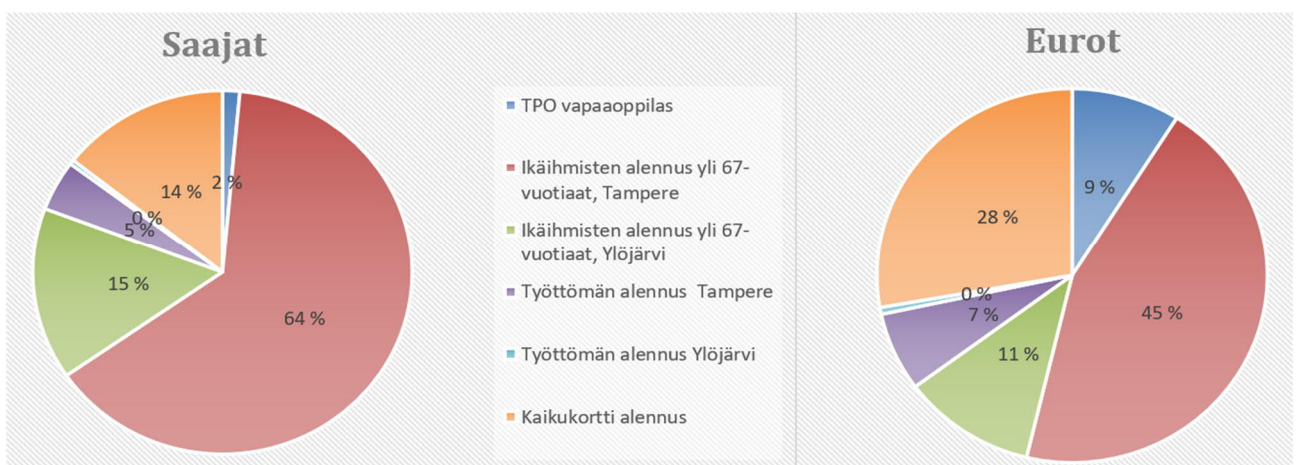 Saajat
2 %
64 %
15 %
5 %
0 %
14 %
TPO vapaaoppilas
Ikäihmisten alennus yli 67-
vuotiaat, Tampere
Ikäihmisten alennus yli 67-
vuotiaat, Ylöjärvi
Työttömän alennus Tampere
Työttömän alennus Ylöjärvi
Kaikukortti alennus
Eurot
9 %
45 %
11 %
7 %
0 %
28 %